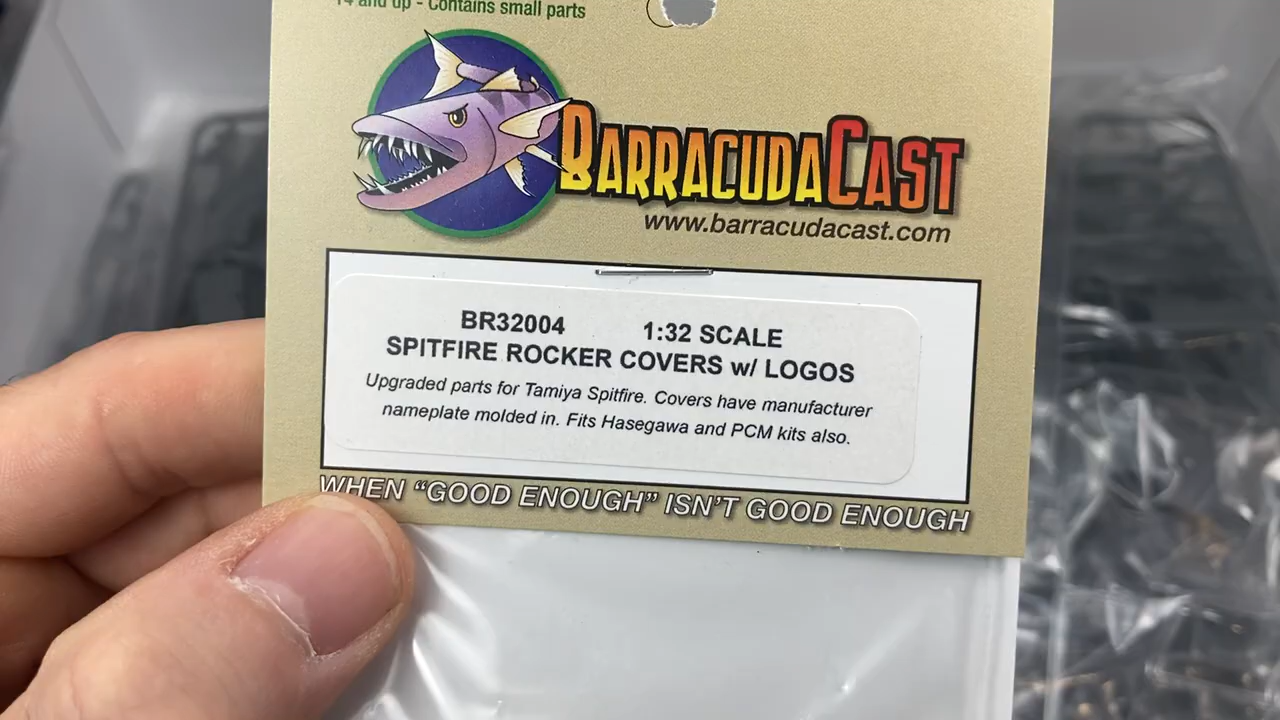 14 and up - Contains small parts
BARRACUDACAST
www.barracudacast.com
BR32004 1:32 SCALE
SPITFIRE ROCKER COVERS w/ LOGOS
Upgraded parts for Tamiya Spitfire. Covers have manufacturer
nameplate molded in. Fits Hasegawa and PCM kits also.
WHEN “GOOD ENOUGH” ISN’T GOOD ENOUGH